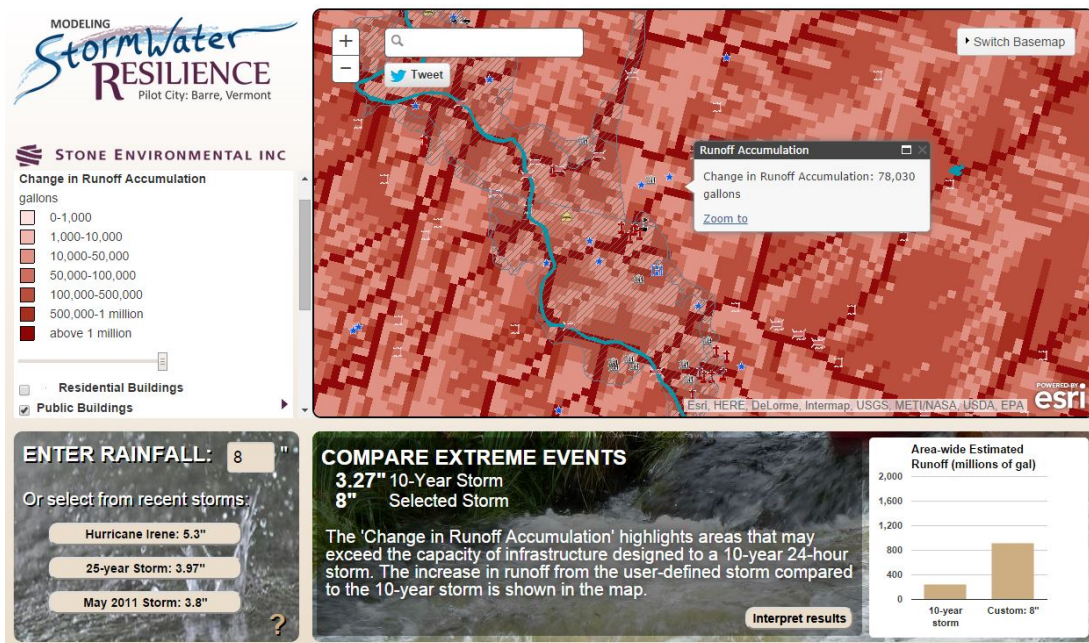 MODELING
StormWater
RESILIENCE
Pilot City: Barre, Vermont
STONE ENVIRONMENTAL INC
Change in Runoff Accumulation
gallons
0-1,000
1,000-10,000
10,000-50,000
50,000-100,000
100,000-500,000
500,000-1 million
above 1 million
Residential Buildings
Public Buildings
+
−
Tweet
Switch Basemap
Runoff Accumulation
Change in Runoff Accumulation: 78,030
gallons
Zoom to
Esri, HERE, DeLorme, Intermap, USGS, METI/NASA, USDA, EPA
POWERED BY
esri
ENTER RAINFALL: 8 "
Or select from recent storms:
Hurricane Irene: 5.3"
25-year Storm: 3.97"
May 2011 Storm: 3.8"
?
COMPARE EXTREME EVENTS
3.27" 10-Year Storm
8" Selected Storm
The 'Change in Runoff Accumulation' highlights areas that may
exceed the capacity of infrastructure designed to a 10-year 24-hour
storm. The increase in runoff from the user-defined storm compared
to the 10-year storm is shown in the map.
Interpret results
Area-wide Estimated
Runoff (millions of gal)
2,000
1,600
1,200
800
400
0
10-year
storm
Custom: 8"